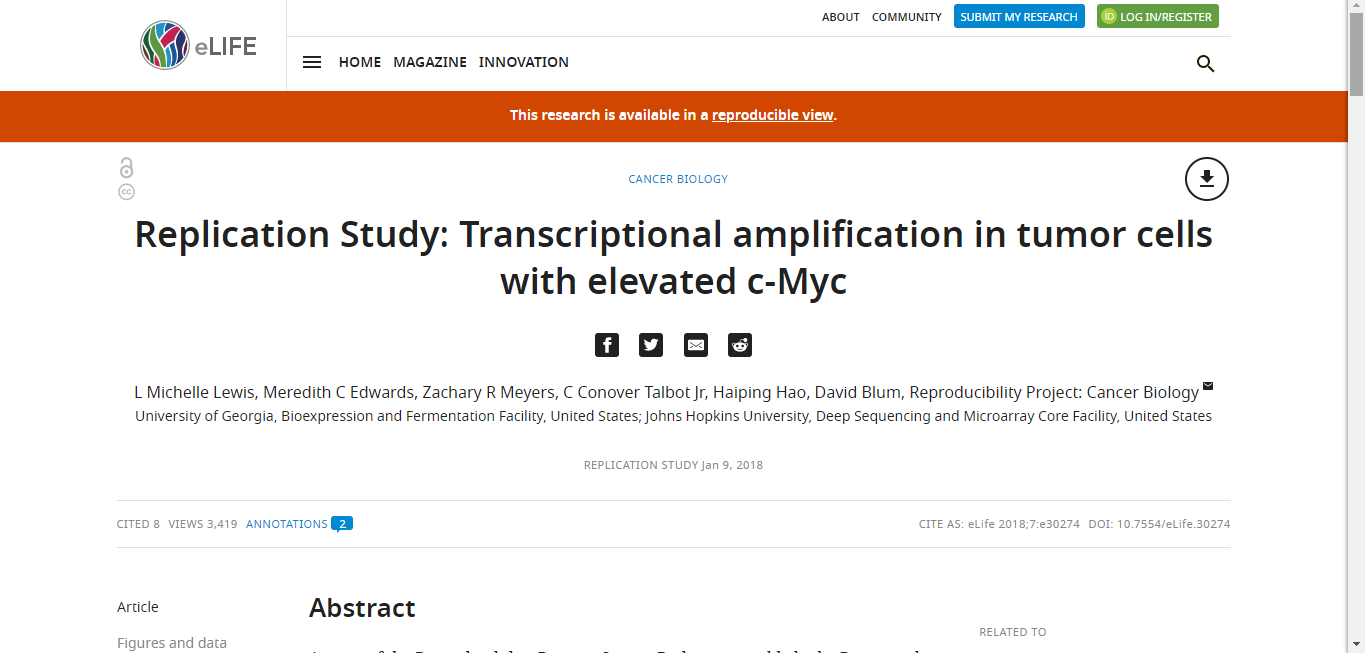 eLIFE
ABOUT COMMUNITY SUBMIT MY RESEARCH iD LOG IN/REGISTER
HOME MAGAZINE INNOVATION
This research is available in a reproducible view.
cc
CANCER BIOLOGY
Replication Study: Transcriptional amplification in tumor cells
with elevated c-Myc
L Michelle Lewis, Meredith C Edwards, Zachary R Meyers, C Conover Talbot Jr, Haiping Hao, David Blum, Reproducibility Project: Cancer Biology
University of Georgia, Bioexpression and Fermentation Facility, United States; Johns Hopkins University, Deep Sequencing and Microarray Core Facility, United States
REPLICATION STUDY Jan 9, 2018
CITED 8 VIEWS 3,419 ANNOTATIONS 2 CITE AS: eLife 2018;7:e30274 DOI: 10.7554/eLife.30274
Article
Abstract
RELATED TO
Figures and data